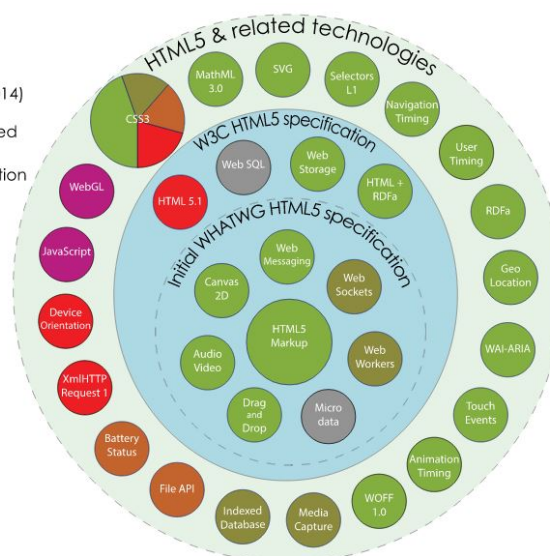 14)
ed
tion
HTML5 & related technologies
W3C HTML5 specification
Initial WHATWG HTML5 specification
CSS3
MathML
3.0
SVG
Selectors
L1
Navigation
Timing
User
Timing
RDFa
Geo
Location
WAI-ARIA
Touch
Events
Animation
Timing
WOFF
1.0
Media
Capture
Indexed
Database
File API
Battery
Status
XmlHTTP
Request 1
Device
Orientation
JavaScript
WebGL
HTML 5.1
Web SQL
Web
Storage
HTML +
RDFa
Web
Messaging
Web
Sockets
Web
Workers
Micro
data
Drag
and
Drop
Audio
Video
Canvas
2D
HTML5
Markup